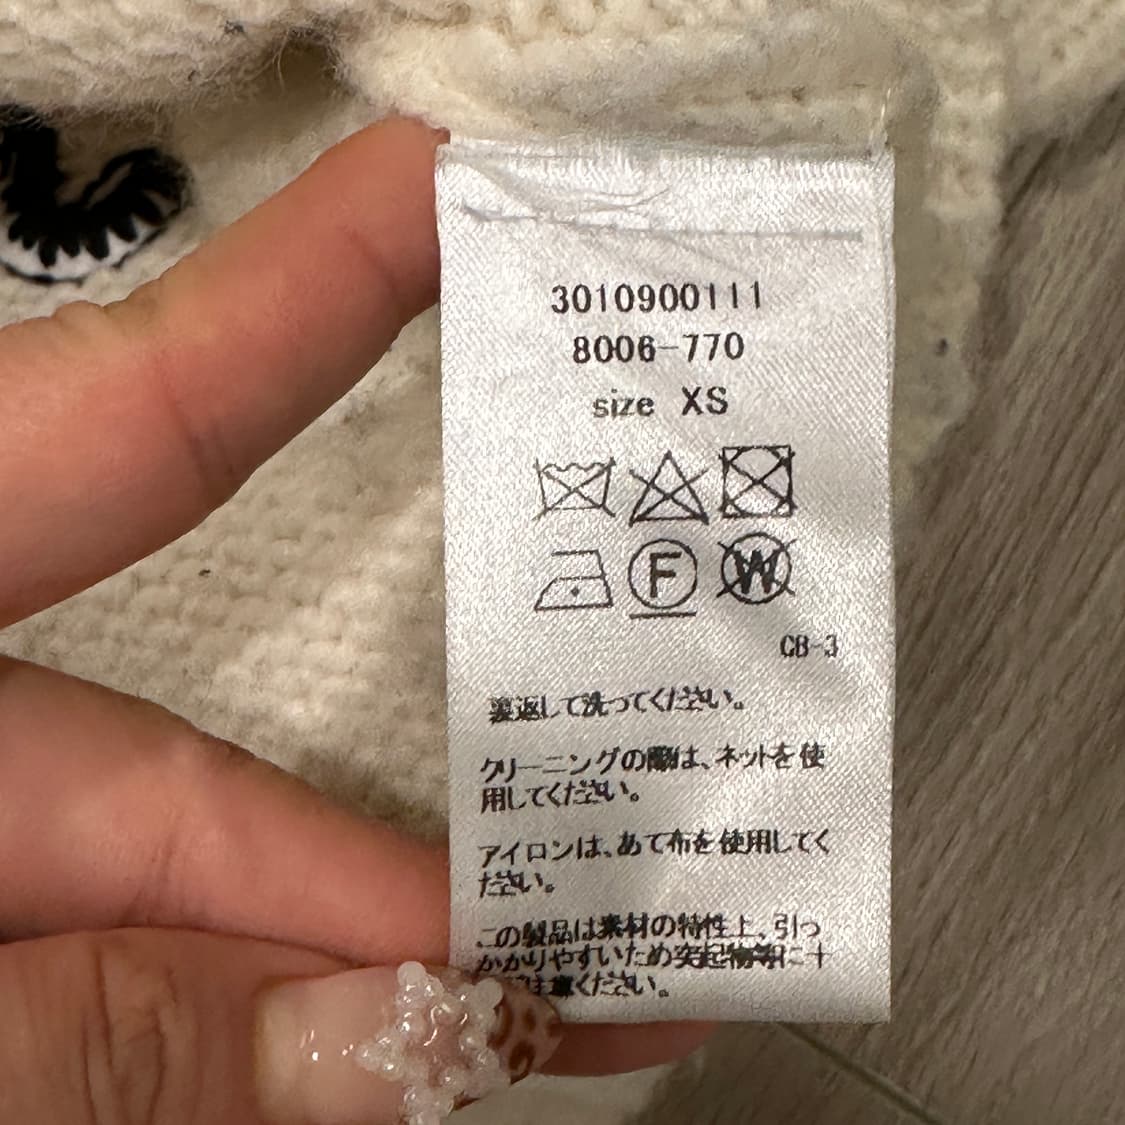 3010900111
8006-770
size XS
F
W
CB-3
裏返して洗ってください。
クリーニングの際は、ネットを使
用してください。
アイロンは、あて布を使用してく
ださい。
この製品は素材の特性上、引っ
かかりやすいため突起物等に十
ください。